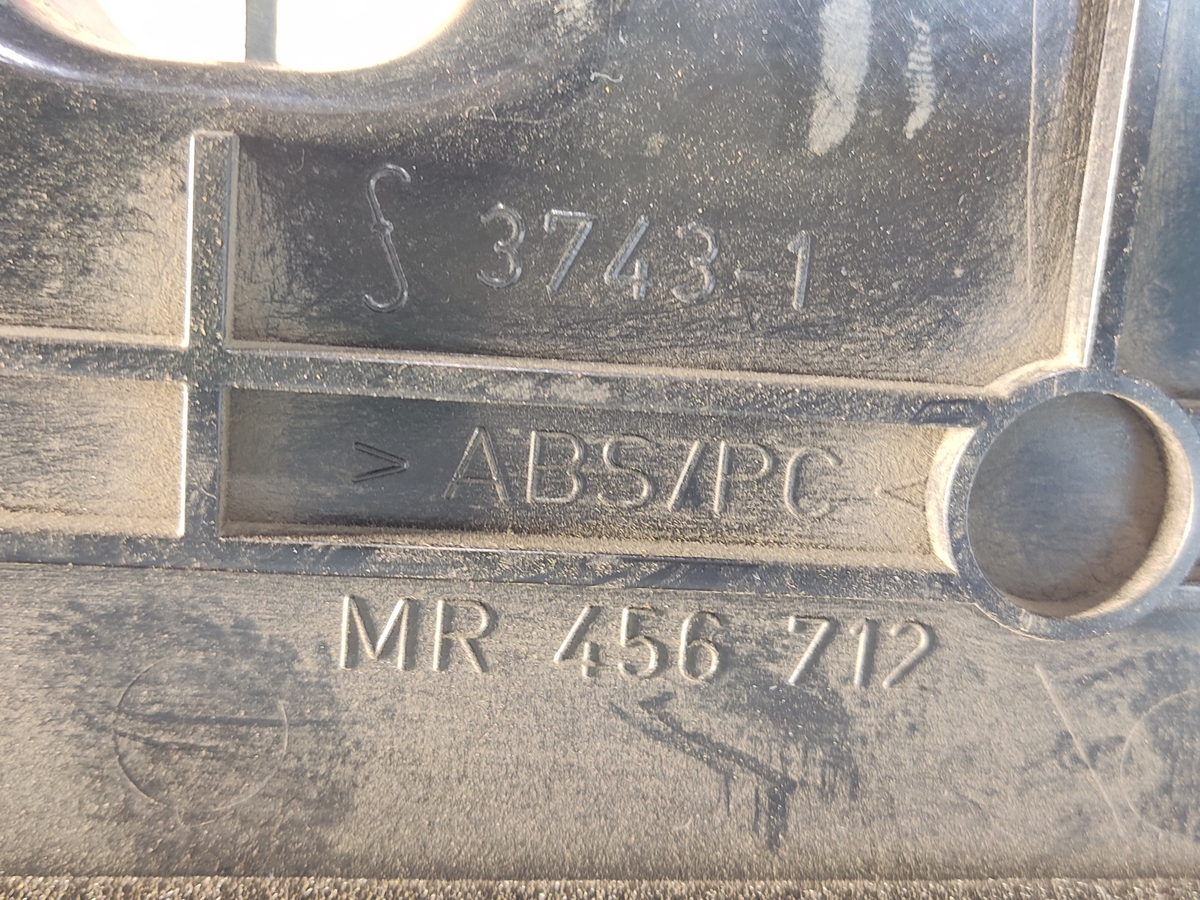 ∫ 3743-1
> ABS/PC <
MR 456 712